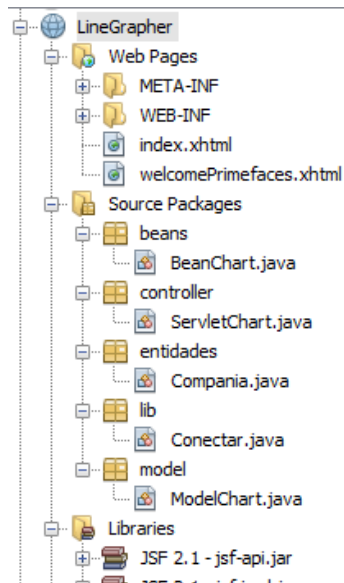 LineGrapher
Web Pages
META-INF
WEB-INF
index.xhtml
welcomePrimefaces.xhtml
Source Packages
beans
BeanChart.java
controller
ServletChart.java
entidades
Compania.java
lib
Conectar.java
model
ModelChart.java
Libraries
JSF 2.1 - jsf-api.jar